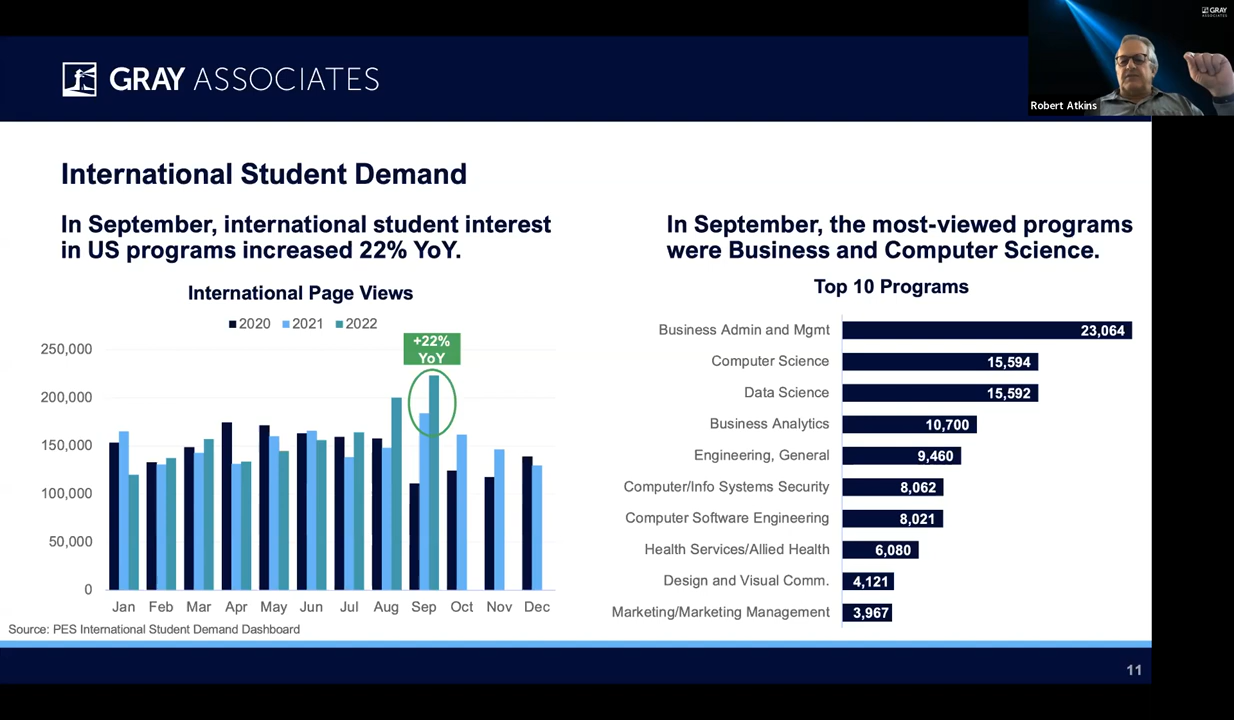 GRAY
ASSOCIATES
Robert Atkins
GRAY ASSOCIATES
International Student Demand
In September, international student interest
in US programs increased 22% YoY.
International Page Views
2020 2021 2022
+22%
YoY
250,000
200,000
150,000
100,000
50,000
0
Jan Feb Mar Apr May Jun Jul Aug Sep Oct Nov Dec
Source: PES International Student Demand Dashboard
In September, the most-viewed programs
were Business and Computer Science.
Top 10 Programs
Business Admin and Mgmt 23,064
Computer Science 15,594
Data Science 15,592
Business Analytics 10,700
Engineering, General 9,460
Computer/Info Systems Security 8,062
Computer Software Engineering 8,021
Health Services/Allied Health 6,080
Design and Visual Comm. 4,121
Marketing/Marketing Management 3,967
11